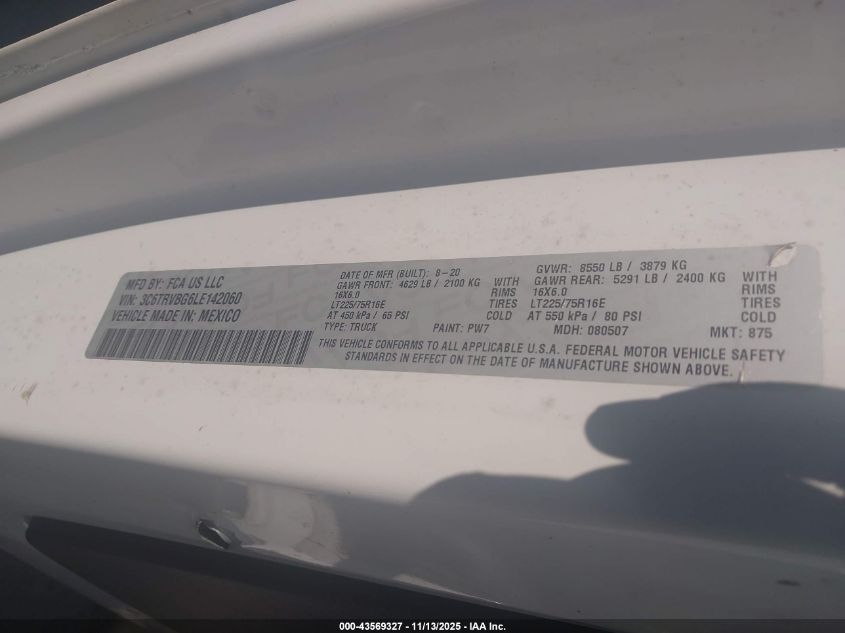 MFD BY: FCA US LLC
VIN: 3C6TRVBG6LE142060
VEHICLE MADE IN: MEXICO
DATE OF MFR (BUILT): 8-20
GAWR FRONT: 4629 LB / 2100 KG WITH
16X6.0 RIMS
LT225/75R16E TIRES
AT 450 kPa / 65 PSI COLD
TYPE: TRUCK PAINT: PW7
GVWR: 8550 LB / 3879 KG
GAWR REAR: 5291 LB / 2400 KG WITH
16X6.0 RIMS
LT225/75R16E TIRES
AT 550 kPa / 80 PSI COLD
MDH: 080507 MKT: 875
THIS VEHICLE CONFORMS TO ALL APPLICABLE U.S.A. FEDERAL MOTOR VEHICLE SAFETY
STANDARDS IN EFFECT ON THE DATE OF MANUFACTURE SHOWN ABOVE.
000-43569327 - 11/13/2025 - IAA Inc.